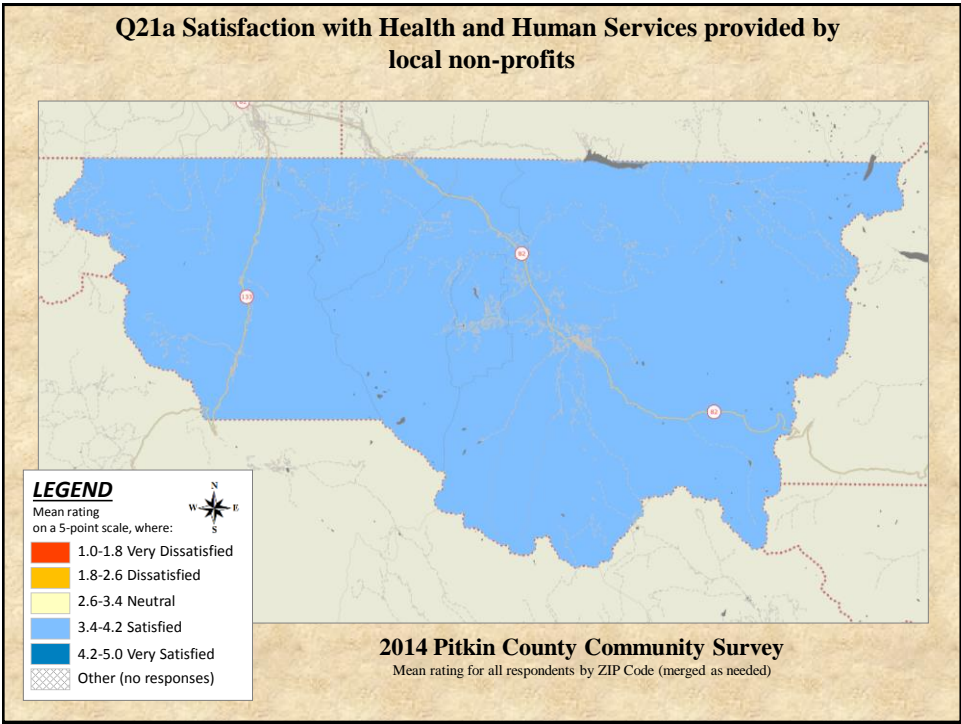 Q21a Satisfaction with Health and Human Services provided by
local non-profits
82
133
82
LEGEND
Mean rating
on a 5-point scale, where:
N
W E
S
1.0-1.8 Very Dissatisfied
1.8-2.6 Dissatisfied
2.6-3.4 Neutral
3.4-4.2 Satisfied
4.2-5.0 Very Satisfied
Other (no responses)
2014 Pitkin County Community Survey
Mean rating for all respondents by ZIP Code (merged as needed)